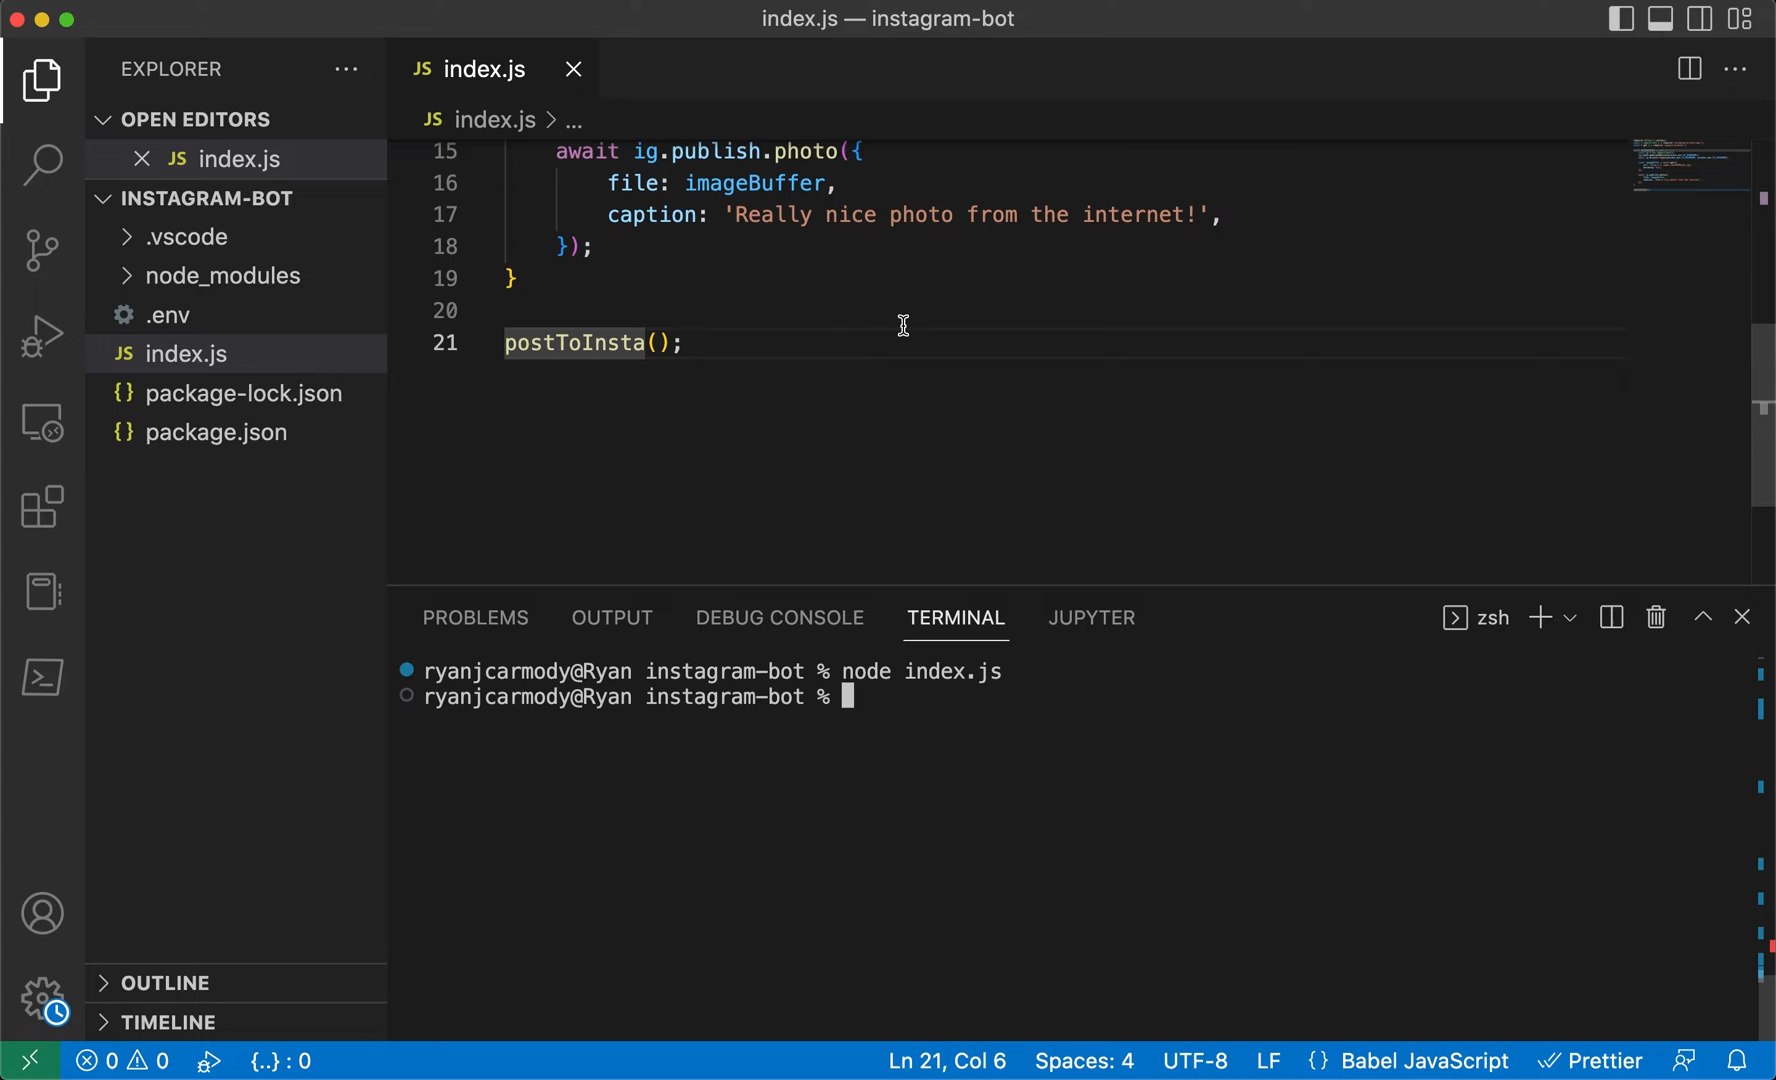 index.js — instagram-bot
EXPLORER
OPEN EDITORS
JS index.js
INSTAGRAM-BOT
.vscode
node_modules
.env
JS index.js
{} package-lock.json
{} package.json
OUTLINE
TIMELINE
JS index.js
JS index.js > ...
15 await ig.publish.photo({
16 file: imageBuffer,
17 caption: 'Really nice photo from the internet!',
18 });
19 }
20
21 postToInsta();
PROBLEMS OUTPUT DEBUG CONSOLE TERMINAL JUPYTER
zsh
ryanjcarmody@Ryan instagram-bot % node index.js
ryanjcarmody@Ryan instagram-bot %
0 0 {..} : 0 Ln 21, Col 6 Spaces: 4 UTF-8 LF {} Babel JavaScript Prettier